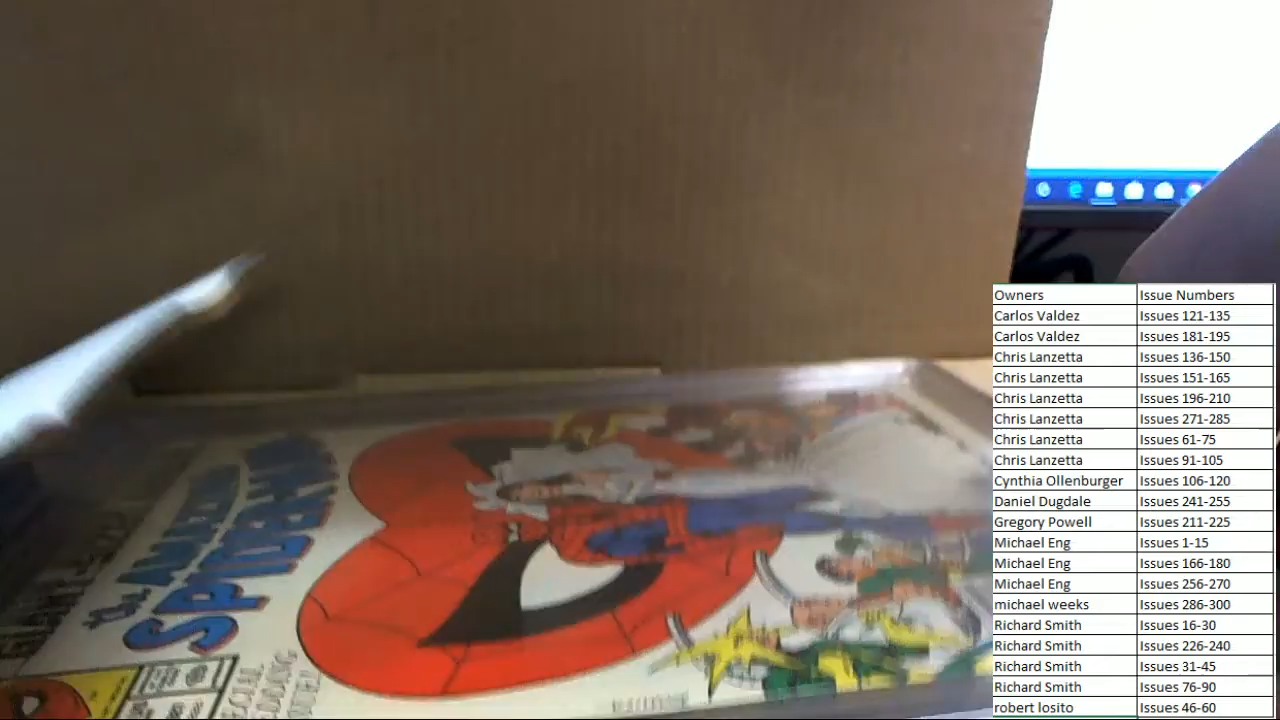 the AMAZING
SPIDER-MAN
Owners Issue Numbers
Carlos Valdez Issues 121-135
Carlos Valdez Issues 181-195
Chris Lanzetta Issues 136-150
Chris Lanzetta Issues 151-165
Chris Lanzetta Issues 196-210
Chris Lanzetta Issues 271-285
Chris Lanzetta Issues 61-75
Chris Lanzetta Issues 91-105
Cynthia Ollenburger Issues 106-120
Daniel Dugdale Issues 241-255
Gregory Powell Issues 211-225
Michael Eng Issues 1-15
Michael Eng Issues 166-180
Michael Eng Issues 256-270
michael weeks Issues 286-300
Richard Smith Issues 16-30
Richard Smith Issues 226-240
Richard Smith Issues 31-45
Richard Smith Issues 76-90
robert losito Issues 46-60